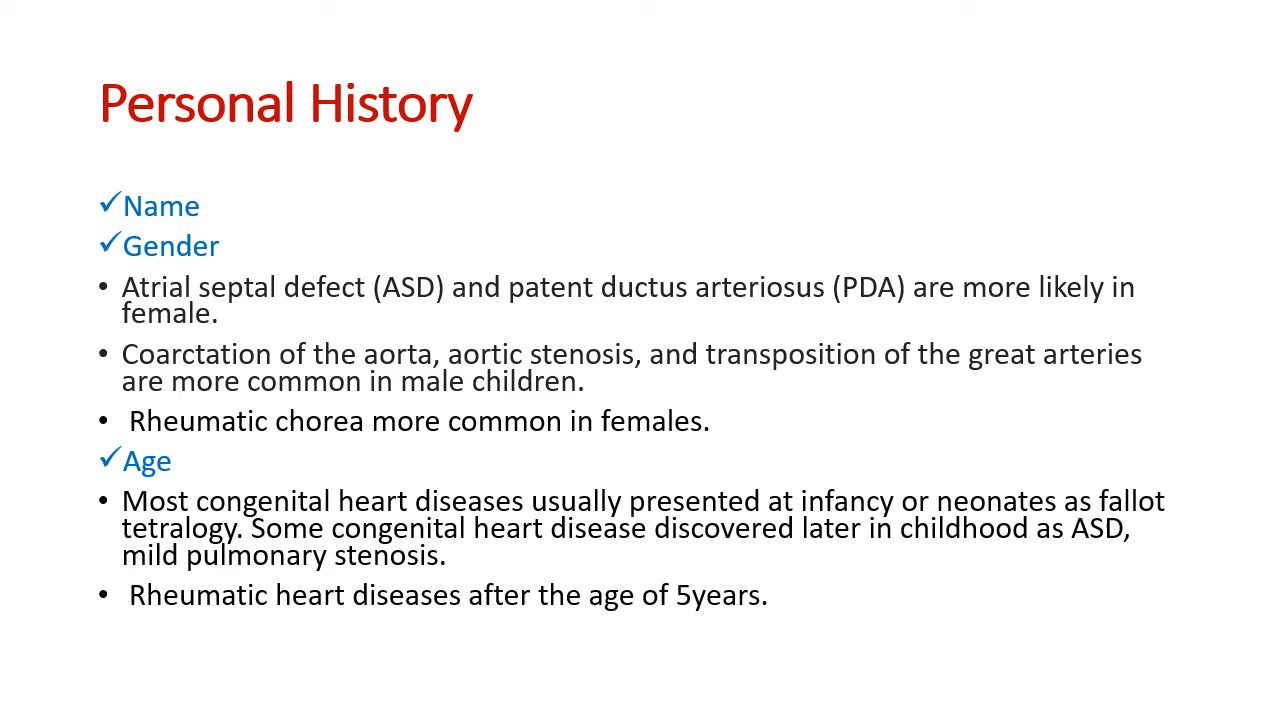 Personal History
✓Name
✓Gender
• Atrial septal defect (ASD) and patent ductus arteriosus (PDA) are more likely in
female.
• Coarctation of the aorta, aortic stenosis, and transposition of the great arteries
are more common in male children.
• Rheumatic chorea more common in females.
✓Age
• Most congenital heart diseases usually presented at infancy or neonates as fallot
tetralogy. Some congenital heart disease discovered later in childhood as ASD,
mild pulmonary stenosis.
• Rheumatic heart diseases after the age of 5years.